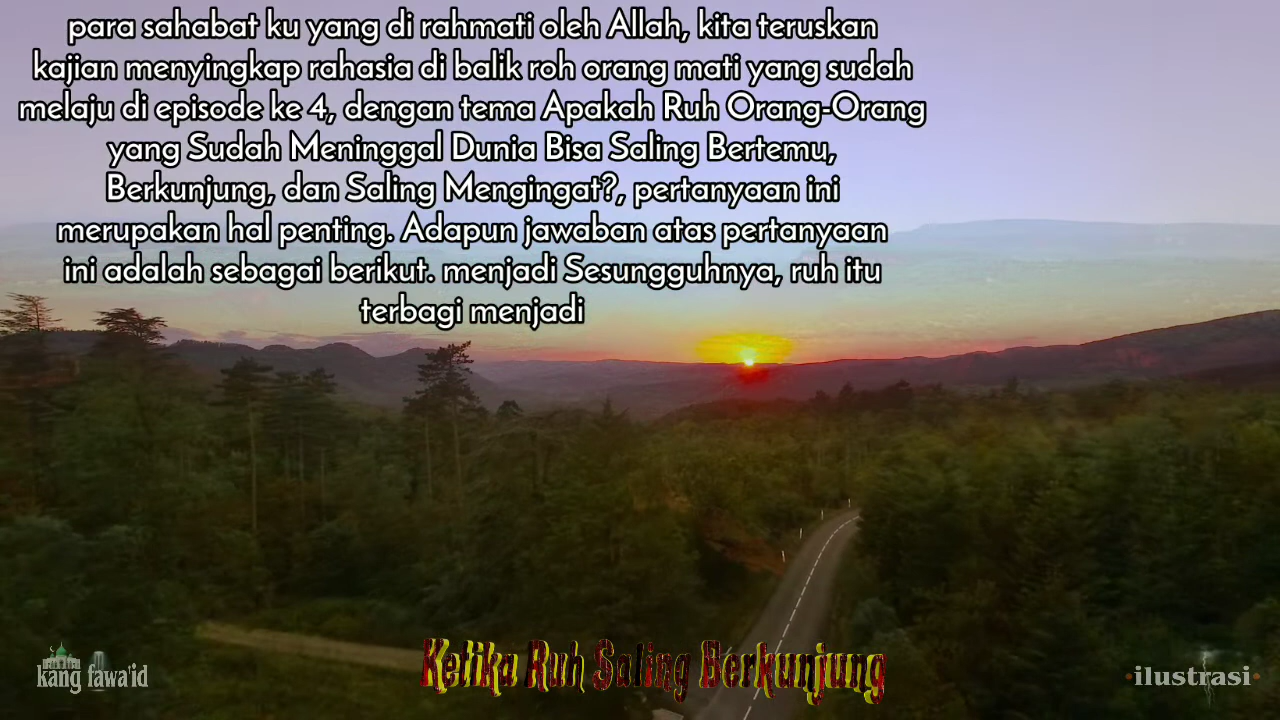 para sahabat ku yang di rahmati oleh Allah, kita teruskan
kajian menyingkap rahasia di balik roh orang mati yang sudah
melaju di episode ke 4, dengan tema Apakah Ruh Orang-Orang
yang Sudah Meninggal Dunia Bisa Saling Bertemu,
Berkunjung, dan Saling Mengingat?, pertanyaan ini
merupakan hal penting. Adapun jawaban atas pertanyaan
ini adalah sebagai berikut. menjadi Sesungguhnya, ruh itu
terbagi menjadi
Ketika Ruh Saling Berkunjung
kang fawa'id
•ilustrasi•